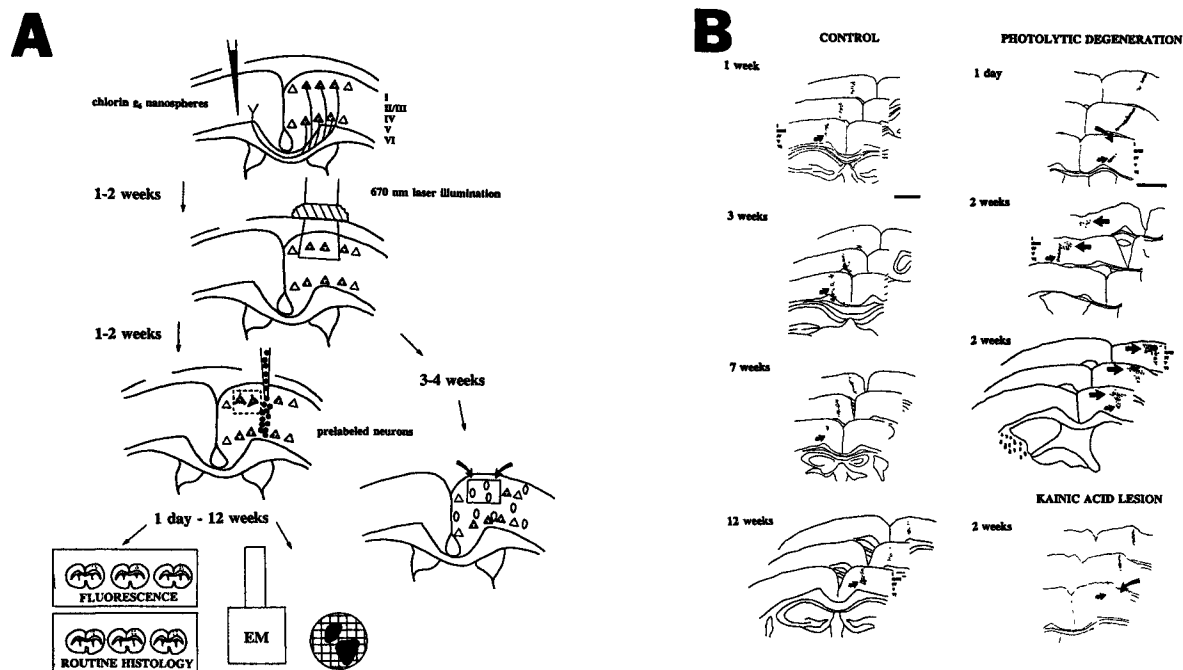 A
chlorin e6 nanospheres
I
II/III
IV
V
VI
1-2 weeks
670 nm laser illumination
1-2 weeks
3-4 weeks
prelabeled neurons
1 day - 12 weeks
FLUORESCENCE
ROUTINE HISTOLOGY
EM
B
CONTROL
PHOTOLYTIC DEGENERATION
1 week
1 day
3 weeks
2 weeks
7 weeks
2 weeks
12 weeks
KAINIC ACID LESION
2 weeks